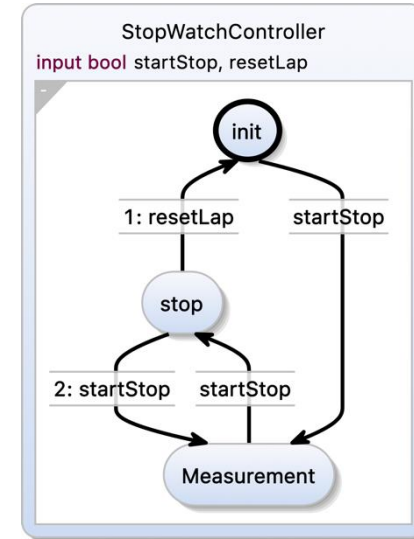 StopWatchController
input bool startStop, resetLap
-
init
1: resetLap
startStop
stop
2: startStop
startStop
Measurement